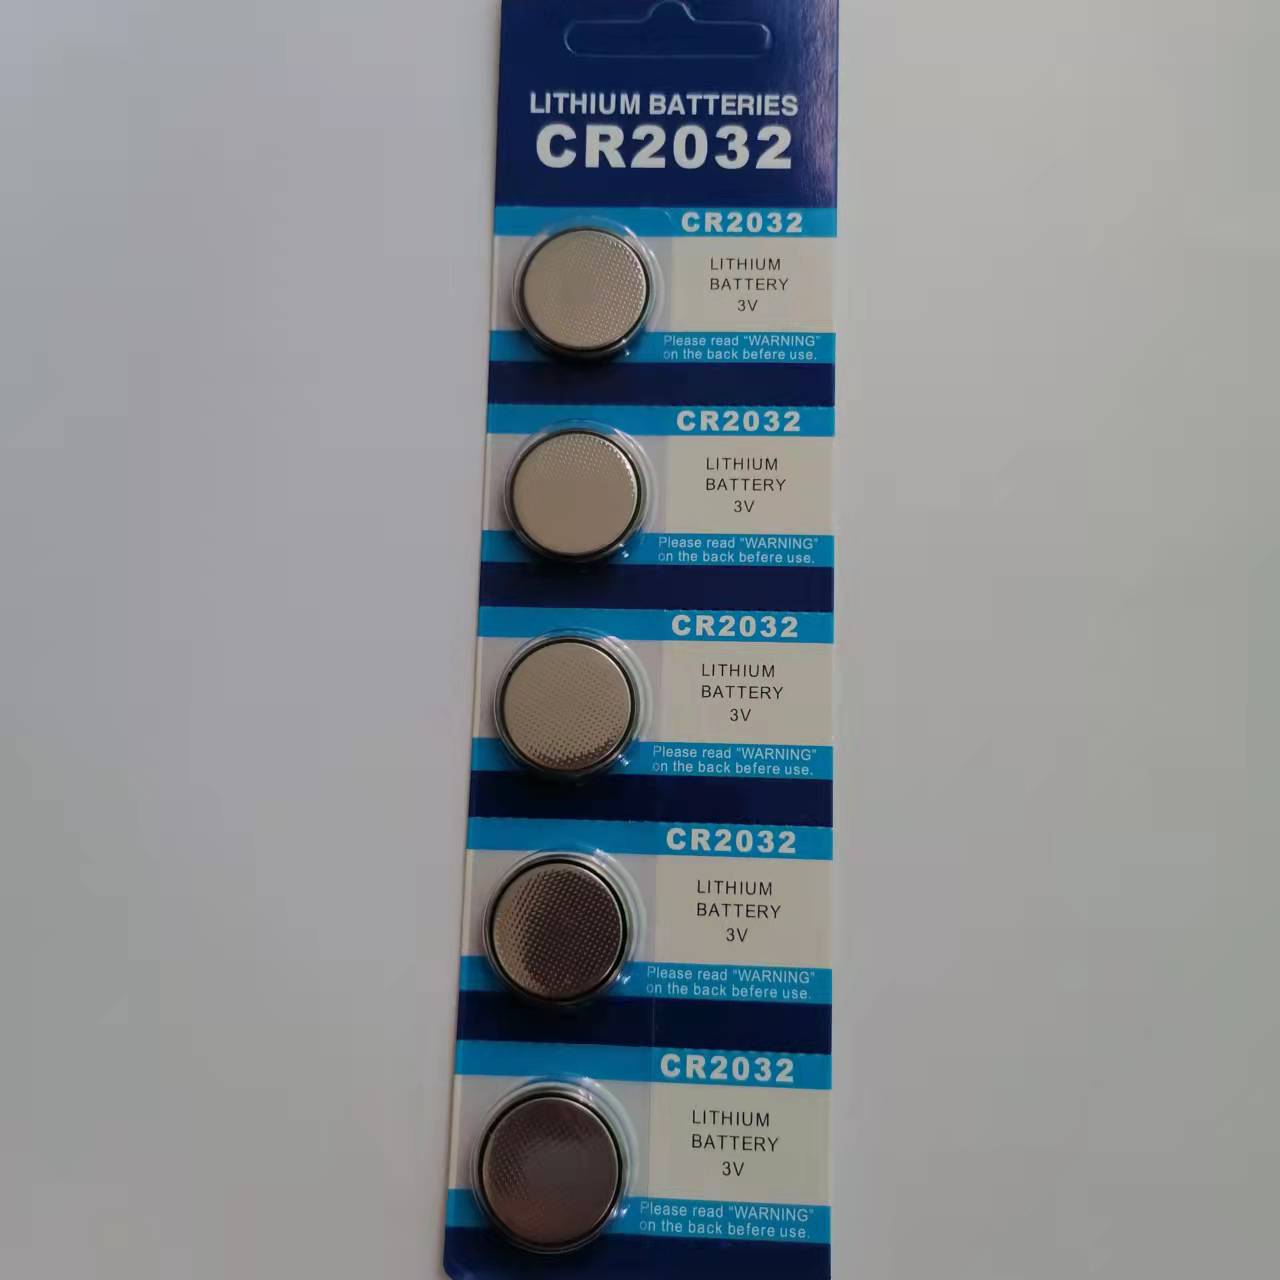 LITHIUM BATTERIES
CR2032
CR2032
LITHIUM
BATTERY
3V
Please read "WARNING"
on the back befere use.
CR2032
LITHIUM
BATTERY
3V
Please read "WARNING"
on the back befere use.
CR2032
LITHIUM
BATTERY
3V
Please read "WARNING"
on the back befere use.
CR2032
LITHIUM
BATTERY
3V
Please read "WARNING"
on the back befere use.
CR2032
LITHIUM
BATTERY
3V
Please read "WARNING"
on the back befere use.